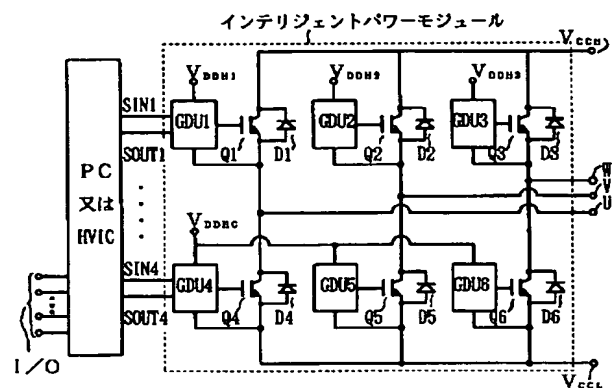 インテリジェントパワーモジュール
VCCH
VDDH1
VDDH2
VDDH3
SIN1
GDU1
GDU2
GDU3
SOUT1
Q1
D1
Q2
D2
Q3
D3
PC
又は
HVIC
W
V
U
VDDHC
SIN4
GDU4
GDU5
GDU8
SOUT4
Q4
D4
Q5
D5
Q6
D6
I/O
VCCL